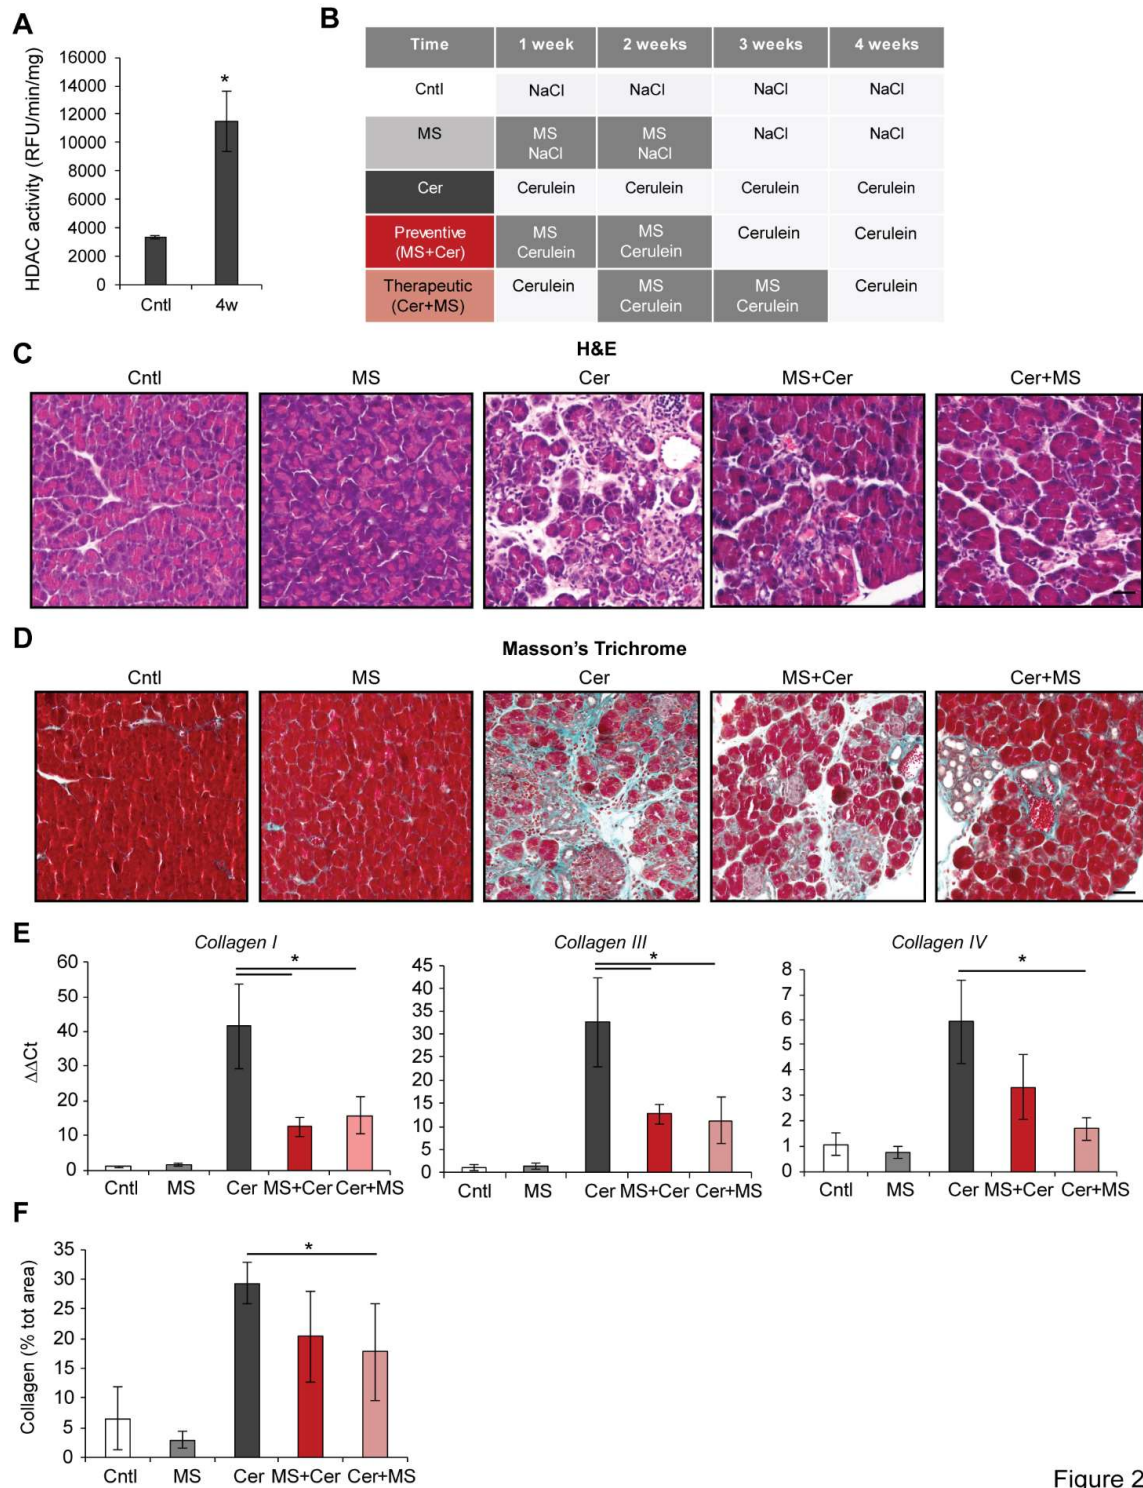 A
HDAC activity (RFU/min/mg)
16000
14000
12000
10000
8000
6000
4000
2000
0
*
Cntl 4w
B
Time 1 week 2 weeks 3 weeks 4 weeks
Cntl NaCl NaCl NaCl NaCl
MS MS NaCl MS NaCl NaCl NaCl
Cer Cerulein Cerulein Cerulein Cerulein
Preventive (MS+Cer) MS Cerulein MS Cerulein Cerulein Cerulein
Therapeutic (Cer+MS) Cerulein MS Cerulein MS Cerulein Cerulein
C
H&E
Cntl MS Cer MS+Cer Cer+MS
D
Masson's Trichrome
Cntl MS Cer MS+Cer Cer+MS
E
Collagen I
ΔΔCt
60
50
40
30
20
10
0
*
Cntl MS Cer MS+Cer Cer+MS
Collagen III
45
40
35
30
25
20
15
10
5
0
*
Cntl MS Cer MS+Cer Cer+MS
Collagen IV
8
7
6
5
4
3
2
1
0
*
Cntl MS Cer MS+Cer Cer+MS
F
Collagen (% tot area)
35
30
25
20
15
10
5
0
*
Cntl MS Cer MS+Cer Cer+MS
Figure 2